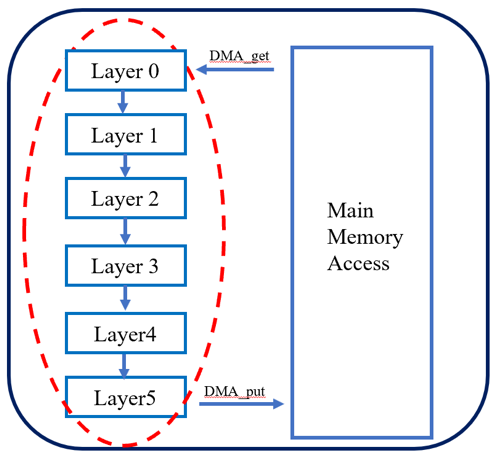 DMA_get
Layer 0
Layer 1
Layer 2
Layer 3
Layer4
Layer5
DMA_put
Main
Memory
Access